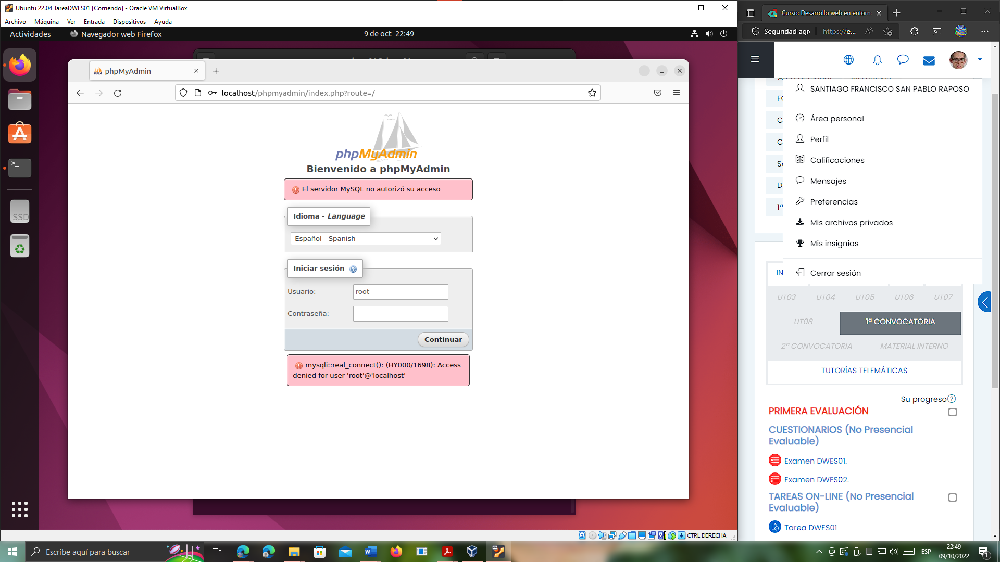 Ubuntu 22.04 TareaDWES01 [Corriendo] - Oracle VM VirtualBox
Archivo Máquina Ver Entrada Dispositivos Ayuda
Actividades Navegador web Firefox 9 de oct 22:49
phpMyAdmin
localhost/phpmyadmin/index.php?route=/
SSD
phpMyAdmin
Bienvenido a phpMyAdmin
El servidor MySQL no autorizó su acceso
Idioma - Language
Español - Spanish
Iniciar sesión
Usuario: root
Contraseña:
Continuar
mysqli::real_connect(): (HY000/1698): Access
denied for user 'root'@'localhost'
CTRL DERECHA
Curso: Desarrollo web en entorn
Seguridad agr https://e...
SANTIAGO FRANCISCO SAN PABLO RAPOSO
Área personal
Perfil
Calificaciones
Mensajes
Preferencias
Mis archivos privados
Mis insignias
Cerrar sesión
UT03 UT04 UT05 UT06 UT07
UT08 1ª CONVOCATORIA
2ª CONVOCATORIA MATERIAL INTERNO
TUTORÍAS TELEMÁTICAS
Su progreso
PRIMERA EVALUACIÓN
CUESTIONARIOS (No Presencial
Evaluable)
Examen DWES01.
Examen DWES02.
TAREAS ON-LINE (No Presencial
Evaluable)
Tarea DWES01
Escribe aquí para buscar
ESP
22:49
09/10/2022
1